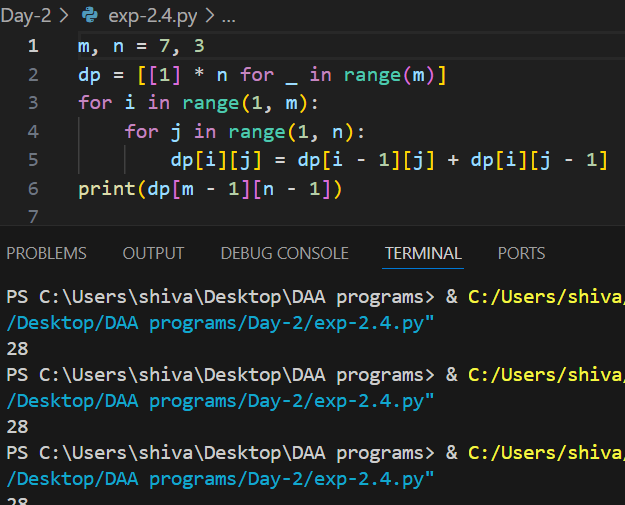 Day-2 > exp-2.4.py > ...
1 m, n = 7, 3
2 dp = [[1] * n for _ in range(m)]
3 for i in range(1, m):
4     for j in range(1, n):
5         dp[i][j] = dp[i - 1][j] + dp[i][j - 1]
6 print(dp[m - 1][n - 1])
7
PROBLEMS OUTPUT DEBUG CONSOLE TERMINAL PORTS
PS C:\Users\shiva\Desktop\DAA programs> & C:/Users/shiva/
/Desktop/DAA programs/Day-2/exp-2.4.py"
28
PS C:\Users\shiva\Desktop\DAA programs> & C:/Users/shiva/
/Desktop/DAA programs/Day-2/exp-2.4.py"
28
PS C:\Users\shiva\Desktop\DAA programs> & C:/Users/shiva/
/Desktop/DAA programs/Day-2/exp-2.4.py"
28